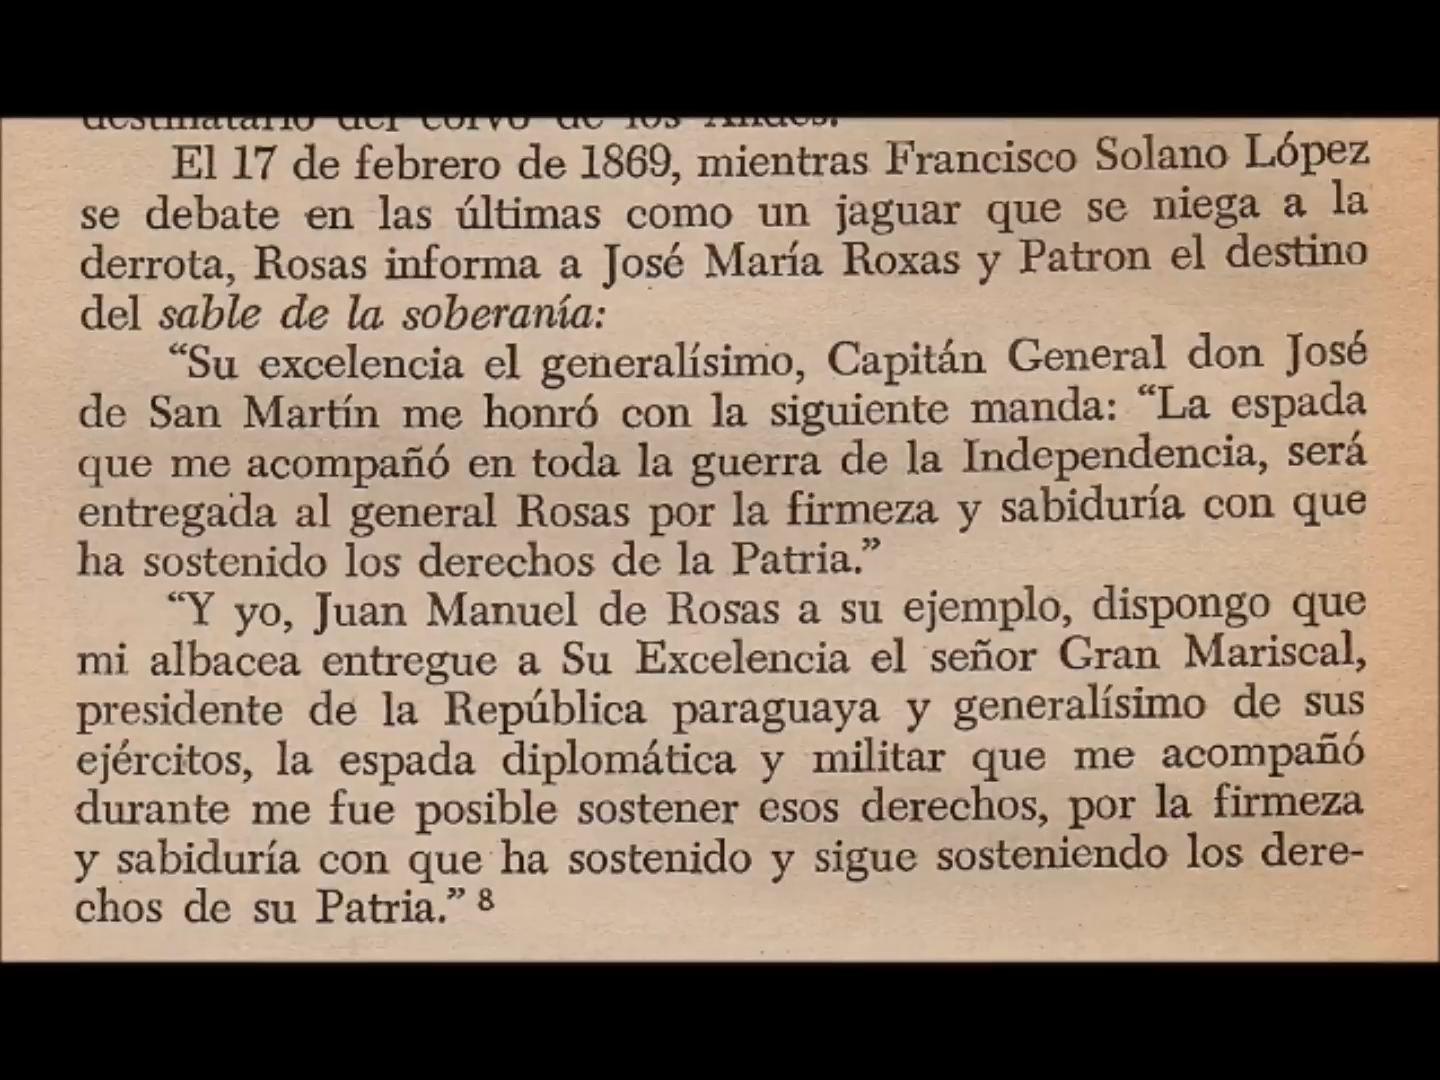 destinatario del corvo de los Andes.
El 17 de febrero de 1869, mientras Francisco Solano López
se debate en las últimas como un jaguar que se niega a la
derrota, Rosas informa a José María Roxas y Patron el destino
del sable de la soberanía:
“Su excelencia el generalísimo, Capitán General don José
de San Martín me honró con la siguiente manda: “La espada
que me acompañó en toda la guerra de la Independencia, será
entregada al general Rosas por la firmeza y sabiduría con que
ha sostenido los derechos de la Patria.”
“Y yo, Juan Manuel de Rosas a su ejemplo, dispongo que
mi albacea entregue a Su Excelencia el señor Gran Mariscal,
presidente de la República paraguaya y generalísimo de sus
ejércitos, la espada diplomática y militar que me acompañó
durante me fue posible sostener esos derechos, por la firmeza
y sabiduría con que ha sostenido y sigue sosteniendo los dere-
chos de su Patria.” 8